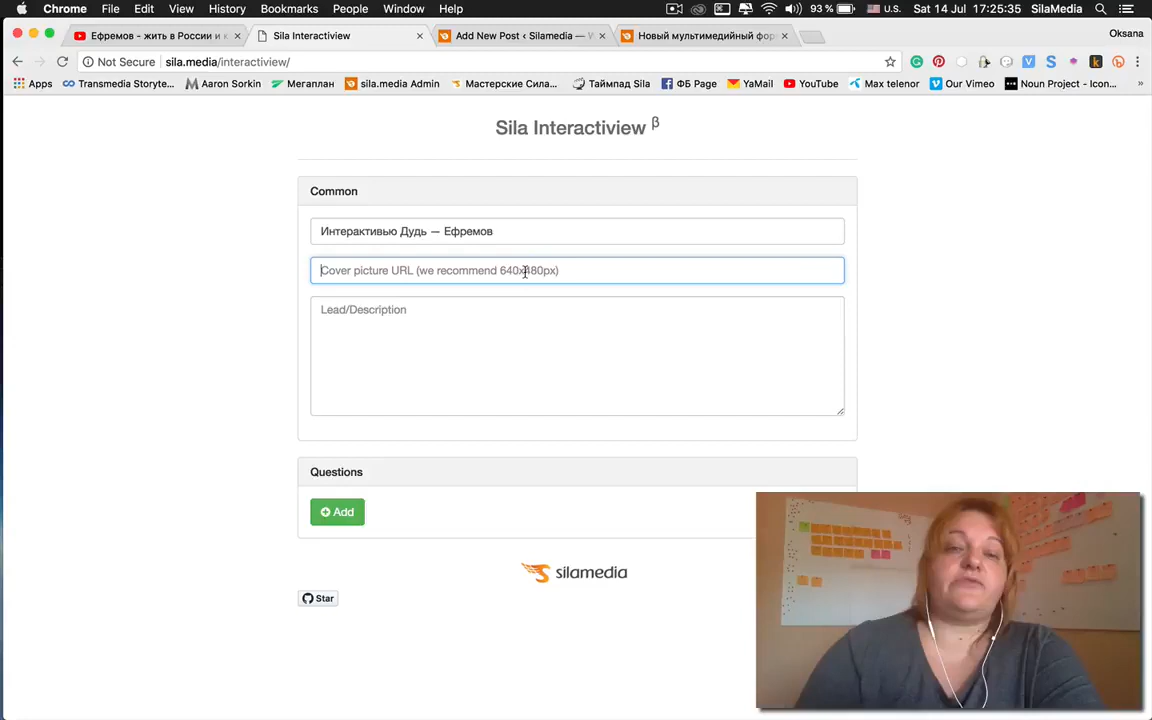 Chrome File Edit View History Bookmarks People Window Help 93 % U.S. Sat 14 Jul 17:25:35 SilaMedia
Ефремов - жить в России и к Sila Interactiview Add New Post ‹ Silamedia — Новый мультимедийный фор Oksana
Not Secure sila.media/interactiview/
Apps Transmedia Storyte... Aaron Sorkin Мегаплан sila.media Admin Мастерские Сила... Таймпад Sila ФБ Page YaMail YouTube Max telenor Our Vimeo Noun Project - Icon... »
Sila Interactiview β
Common
Интерактивью Дудь — Ефремов
Cover picture URL (we recommend 640x480px)
Lead/Description
Questions
Add
silamedia
Star